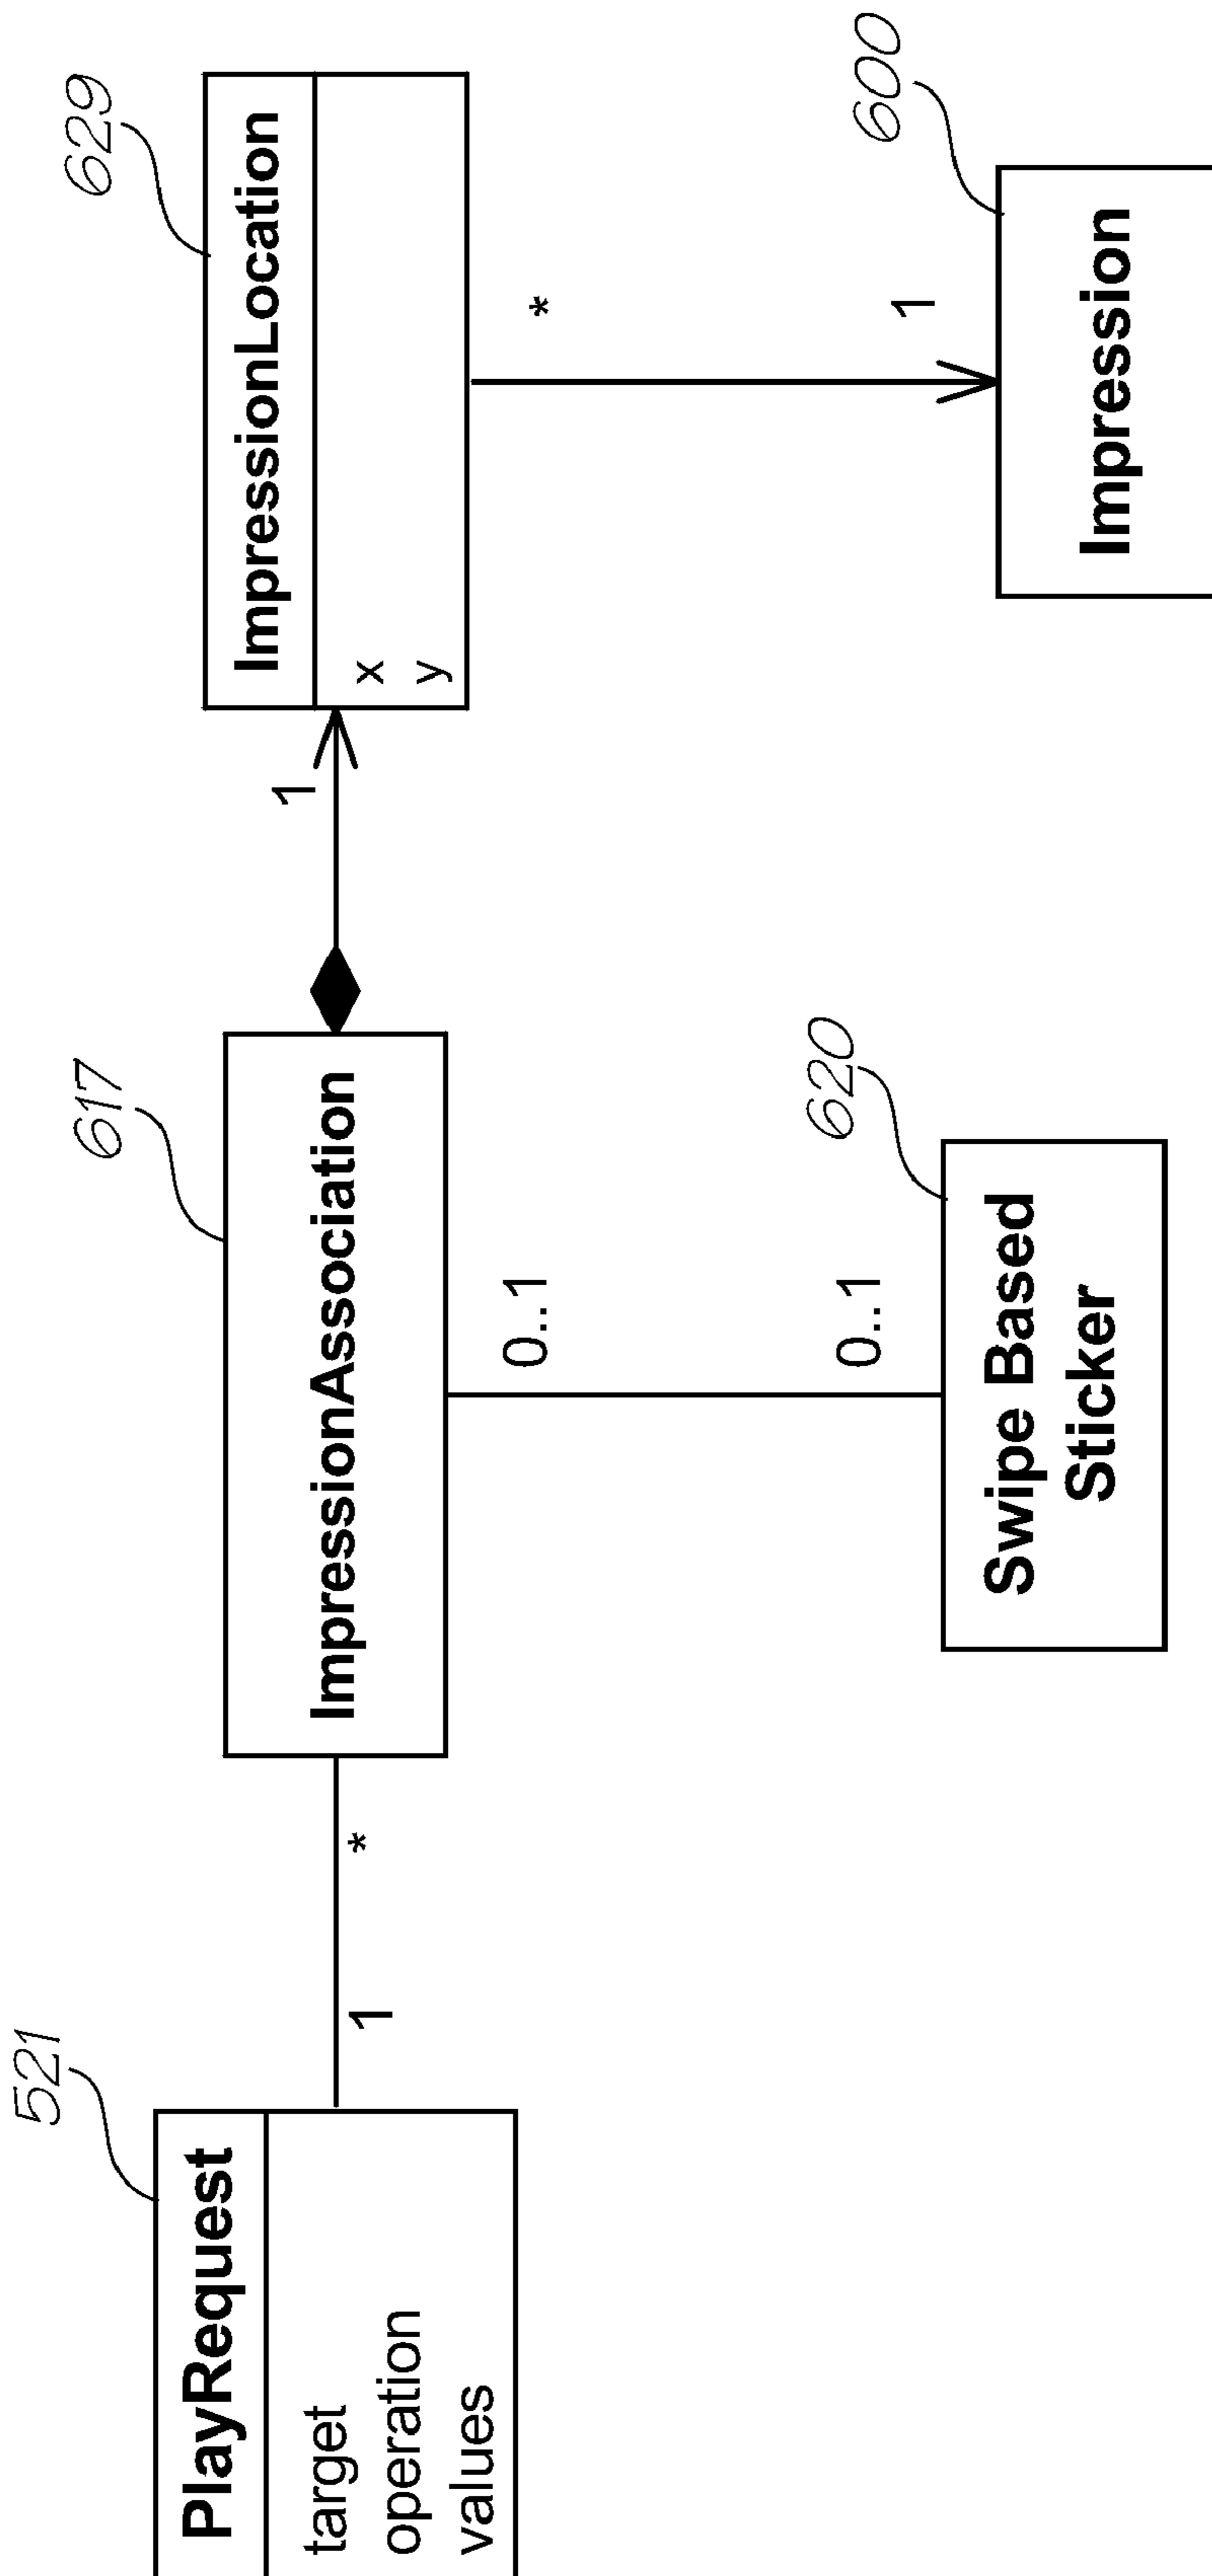 521
PlayRequest
target
operation
values
1
*
617
ImpressionAssociation
1
629
ImpressionLocation
x
y
0..1
0..1
620
Swipe Based
Sticker
*
1
600
Impression